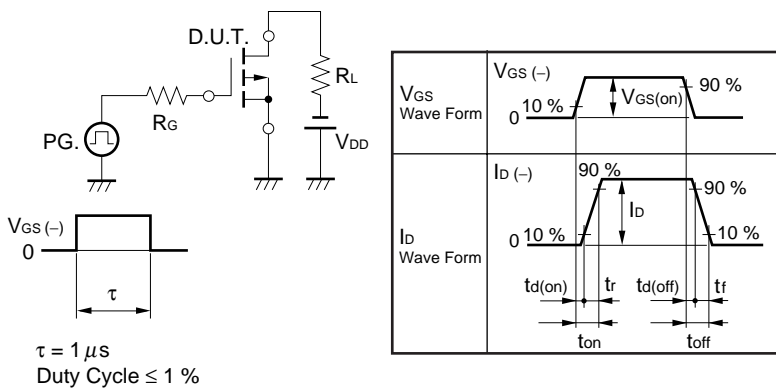 D.U.T.
RL
RG
PG.
VDD
VGS (−)
0
τ
τ = 1 μs
Duty Cycle ≤ 1 %
VGS
Wave Form
VGS (−)
90 %
VGS(on)
10 %
0
ID
Wave Form
ID (−)
90 %
90 %
ID
0 10 %
10 %
td(on) tr td(off) tf
ton toff